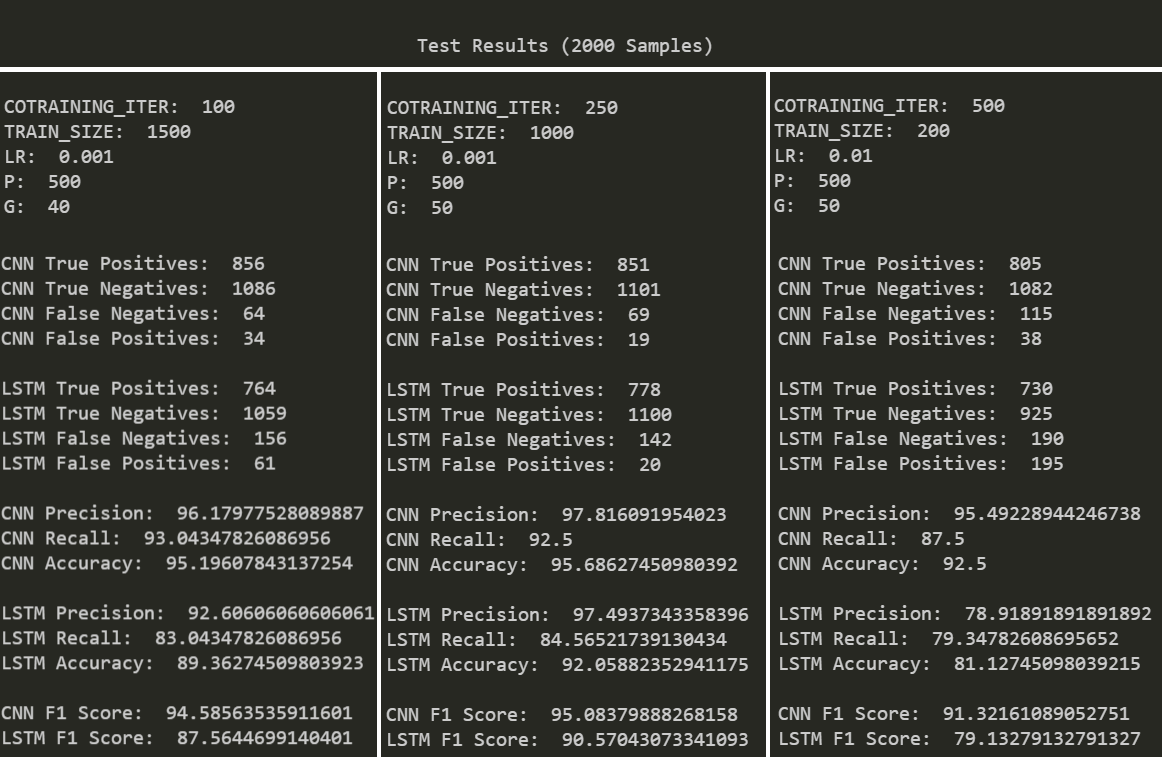 Test Results (2000 Samples)
COTRAINING_ITER: 100
TRAIN_SIZE: 1500
LR: 0.001
P: 500
G: 40
CNN True Positives: 856
CNN True Negatives: 1086
CNN False Negatives: 64
CNN False Positives: 34
LSTM True Positives: 764
LSTM True Negatives: 1059
LSTM False Negatives: 156
LSTM False Positives: 61
CNN Precision: 96.17977528089887
CNN Recall: 93.04347826086956
CNN Accuracy: 95.19607843137254
LSTM Precision: 92.60606060606061
LSTM Recall: 83.04347826086956
LSTM Accuracy: 89.36274509803923
CNN F1 Score: 94.58563535911601
LSTM F1 Score: 87.5644699140401
COTRAINING_ITER: 250
TRAIN_SIZE: 1000
LR: 0.001
P: 500
G: 50
CNN True Positives: 851
CNN True Negatives: 1101
CNN False Negatives: 69
CNN False Positives: 19
LSTM True Positives: 778
LSTM True Negatives: 1100
LSTM False Negatives: 142
LSTM False Positives: 20
CNN Precision: 97.816091954023
CNN Recall: 92.5
CNN Accuracy: 95.68627450980392
LSTM Precision: 97.4937343358396
LSTM Recall: 84.56521739130434
LSTM Accuracy: 92.05882352941175
CNN F1 Score: 95.08379888268158
LSTM F1 Score: 90.57043073341093
COTRAINING_ITER: 500
TRAIN_SIZE: 200
LR: 0.01
P: 500
G: 50
CNN True Positives: 805
CNN True Negatives: 1082
CNN False Negatives: 115
CNN False Positives: 38
LSTM True Positives: 730
LSTM True Negatives: 925
LSTM False Negatives: 190
LSTM False Positives: 195
CNN Precision: 95.49228944246738
CNN Recall: 87.5
CNN Accuracy: 92.5
LSTM Precision: 78.91891891891892
LSTM Recall: 79.34782608695652
LSTM Accuracy: 81.12745098039215
CNN F1 Score: 91.32161089052751
LSTM F1 Score: 79.13279132791327